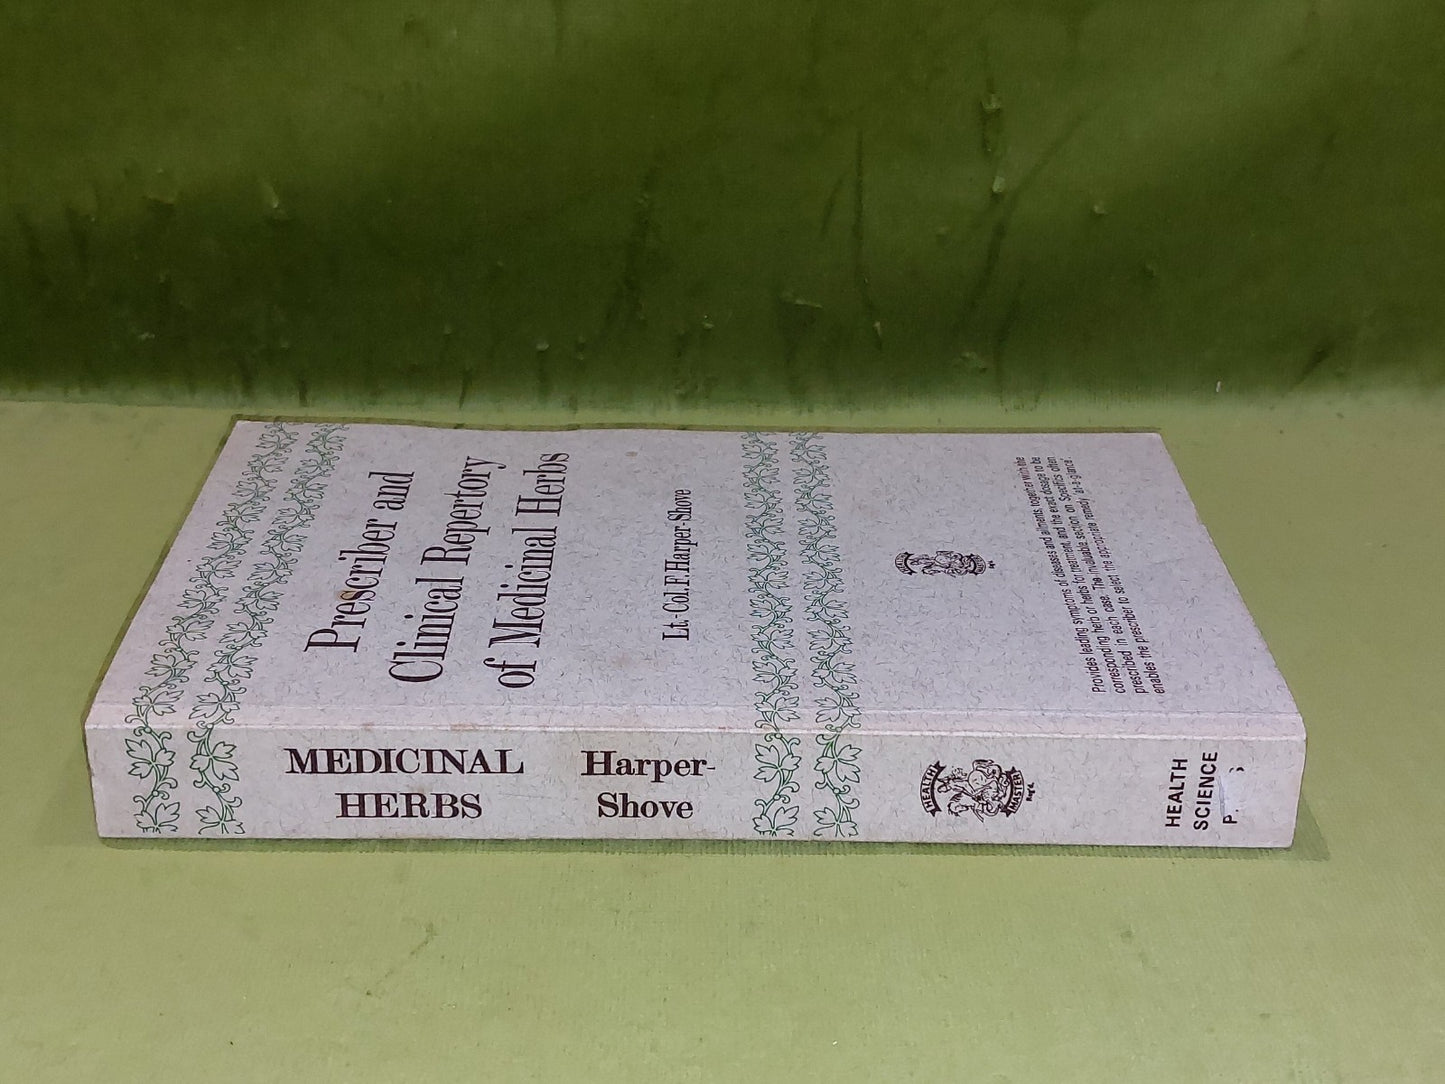 Prescriber and
Clinical Repertory
of Medicinal Herbs
Lt.-Col. F. Harper-Shove
Provides leading symptoms of diseases and ailments, together with the
corresponding herb or herbs for treatment, and the exact dosage to be
prescribed in each case. The invaluable section on 'Specifics' often
enables the prescriber to select the appropriate remedy 'at-a-glance'.
MEDICINAL
HERBS
Harper-
Shove
HEALTH
MASTERY
HEALTH
SCIENCE
P